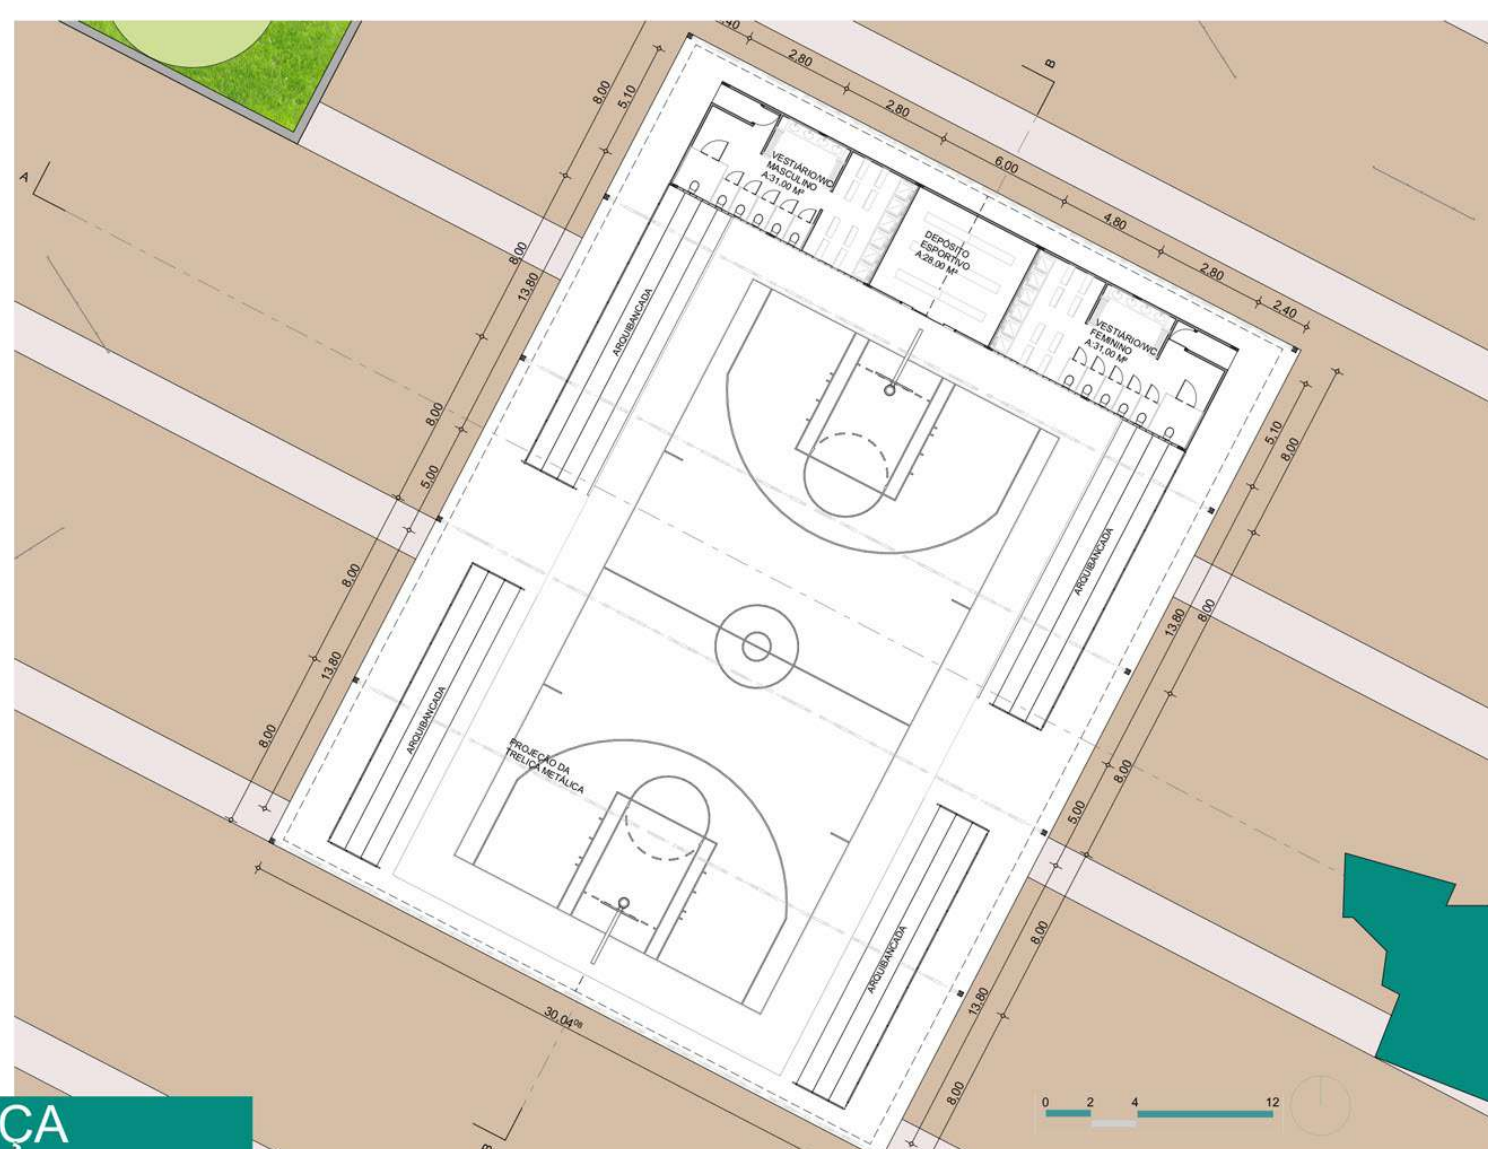 ,40
2,80
2,80
6,00
4,80
2,80
2,40
B
8,00
5,10
A
VESTIÁRIO/WC
MASCULINO
A:31,00 M²
DEPÓSITO
ESPORTIVO
A:28,00 M²
VESTIÁRIO/WC
FEMININO
A:31,00 M²
8,00
13,80
ARQUIBANCADA
8,00
5,00
5,10
8,00
ARQUIBANCADA
8,00
13,80
13,80
8,00
ARQUIBANCADA
8,00
PROJEÇÃO DA
TRELIÇA METÁLICA
8,00
5,00
ARQUIBANCADA
8,00
13,80
30,04⁰⁸
8,00
B
0 2 4 12
ÇA